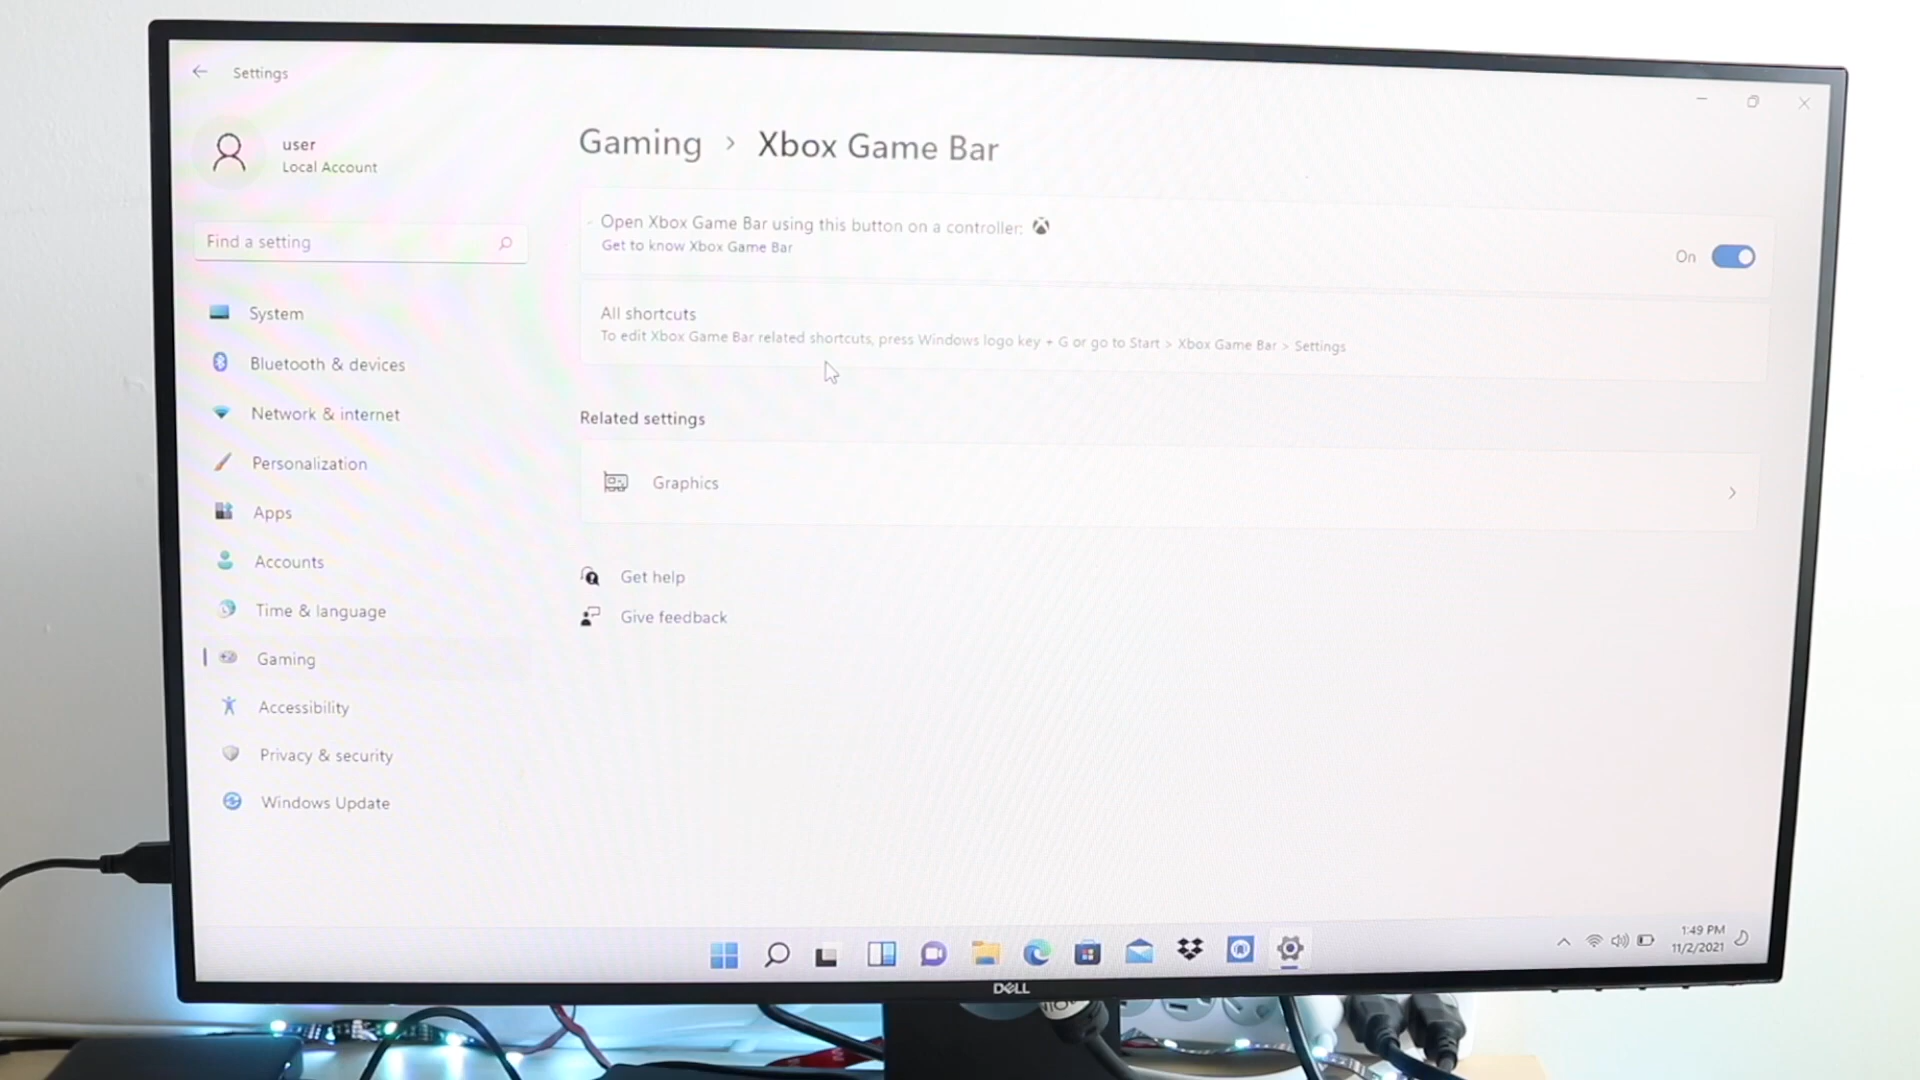 Settings
user
Local Account
Find a setting
System
Bluetooth & devices
Network & internet
Personalization
Apps
Accounts
Time & language
Gaming
Accessibility
Privacy & security
Windows Update
Gaming > Xbox Game Bar
Open Xbox Game Bar using this button on a controller:
Get to know Xbox Game Bar
On
All shortcuts
To edit Xbox Game Bar related shortcuts, press Windows logo key + G or go to Start > Xbox Game Bar > Settings
Related settings
Graphics
Get help
Give feedback
1:49 PM
11/2/2021
DELL